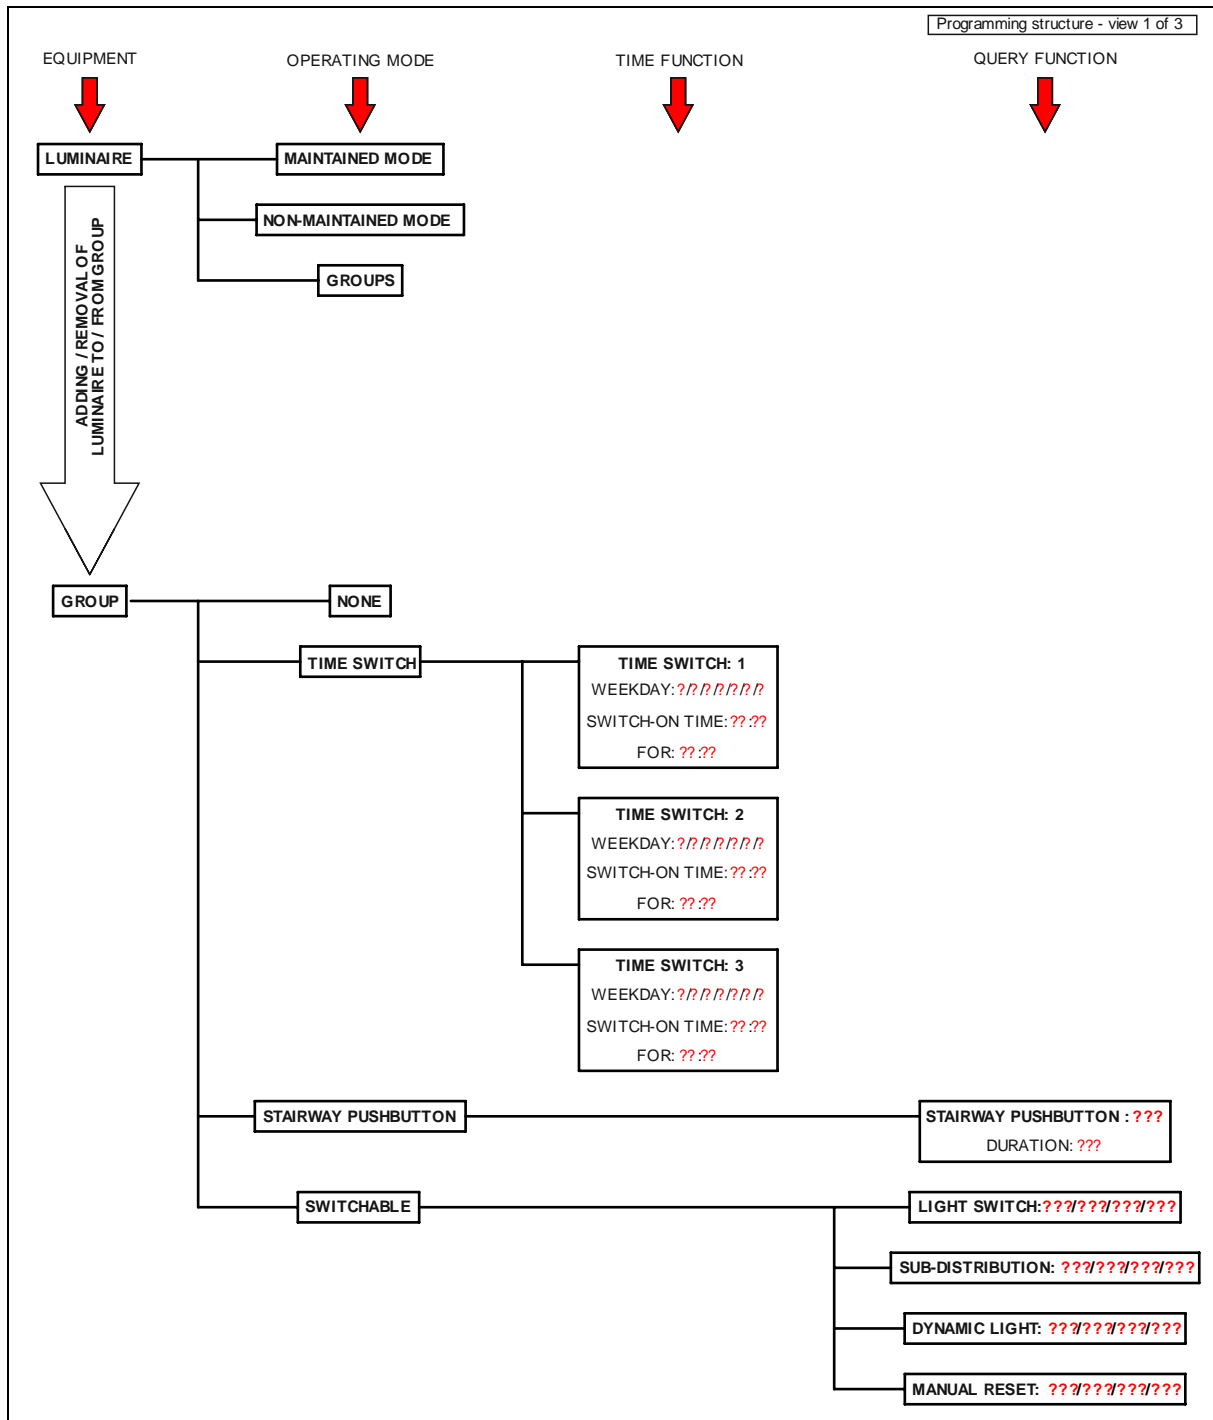 Programming structure - view 1 of 3
EQUIPMENT
OPERATING MODE
TIME FUNCTION
QUERY FUNCTION
LUMINAIRE
MAINTAINED MODE
NON-MAINTAINED MODE
GROUPS
ADDING / REMOVAL OF
LUMINAIRE TO / FROM GROUP
GROUP
NONE
TIME SWITCH
TIME SWITCH: 1
WEEKDAY: ?/?/?/?/?/?/?
SWITCH-ON TIME: ??:??
FOR: ??:??
TIME SWITCH: 2
WEEKDAY: ?/?/?/?/?/?/?
SWITCH-ON TIME: ??:??
FOR: ??:??
TIME SWITCH: 3
WEEKDAY: ?/?/?/?/?/?/?
SWITCH-ON TIME: ??:??
FOR: ??:??
STAIRWAY PUSHBUTTON
STAIRWAY PUSHBUTTON : ???
DURATION: ???
SWITCHABLE
LIGHT SWITCH:???/???/???/???
SUB-DISTRIBUTION: ???/???/???/???
DYNAMIC LIGHT: ???/???/???/???
MANUAL RESET: ???/???/???/???